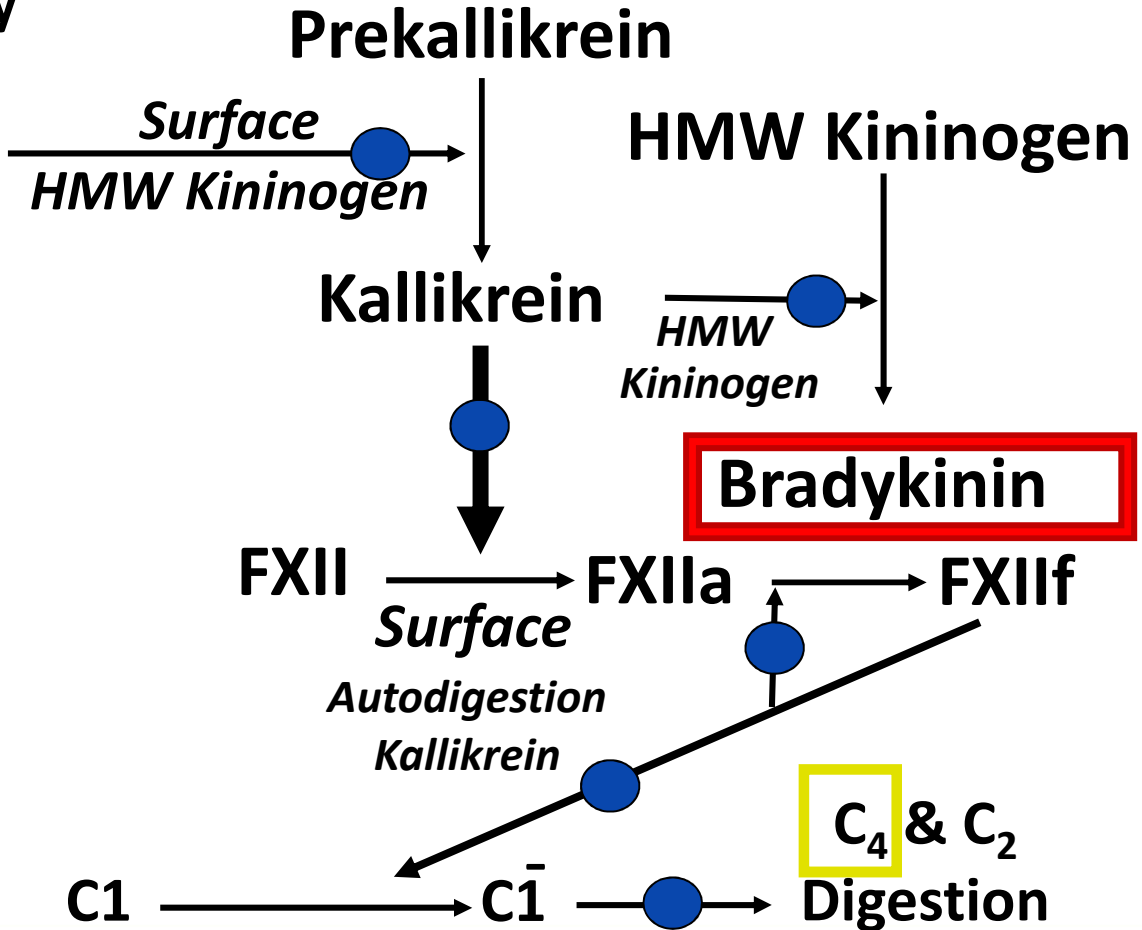 Prekallikrein
Surface
HMW Kininogen
HMW Kininogen
Kallikrein
HMW
Kininogen
Bradykinin
FXII
FXIIa
FXIIf
Surface
Autodigestion
Kallikrein
C4 & C2
C1
C1̅
Digestion